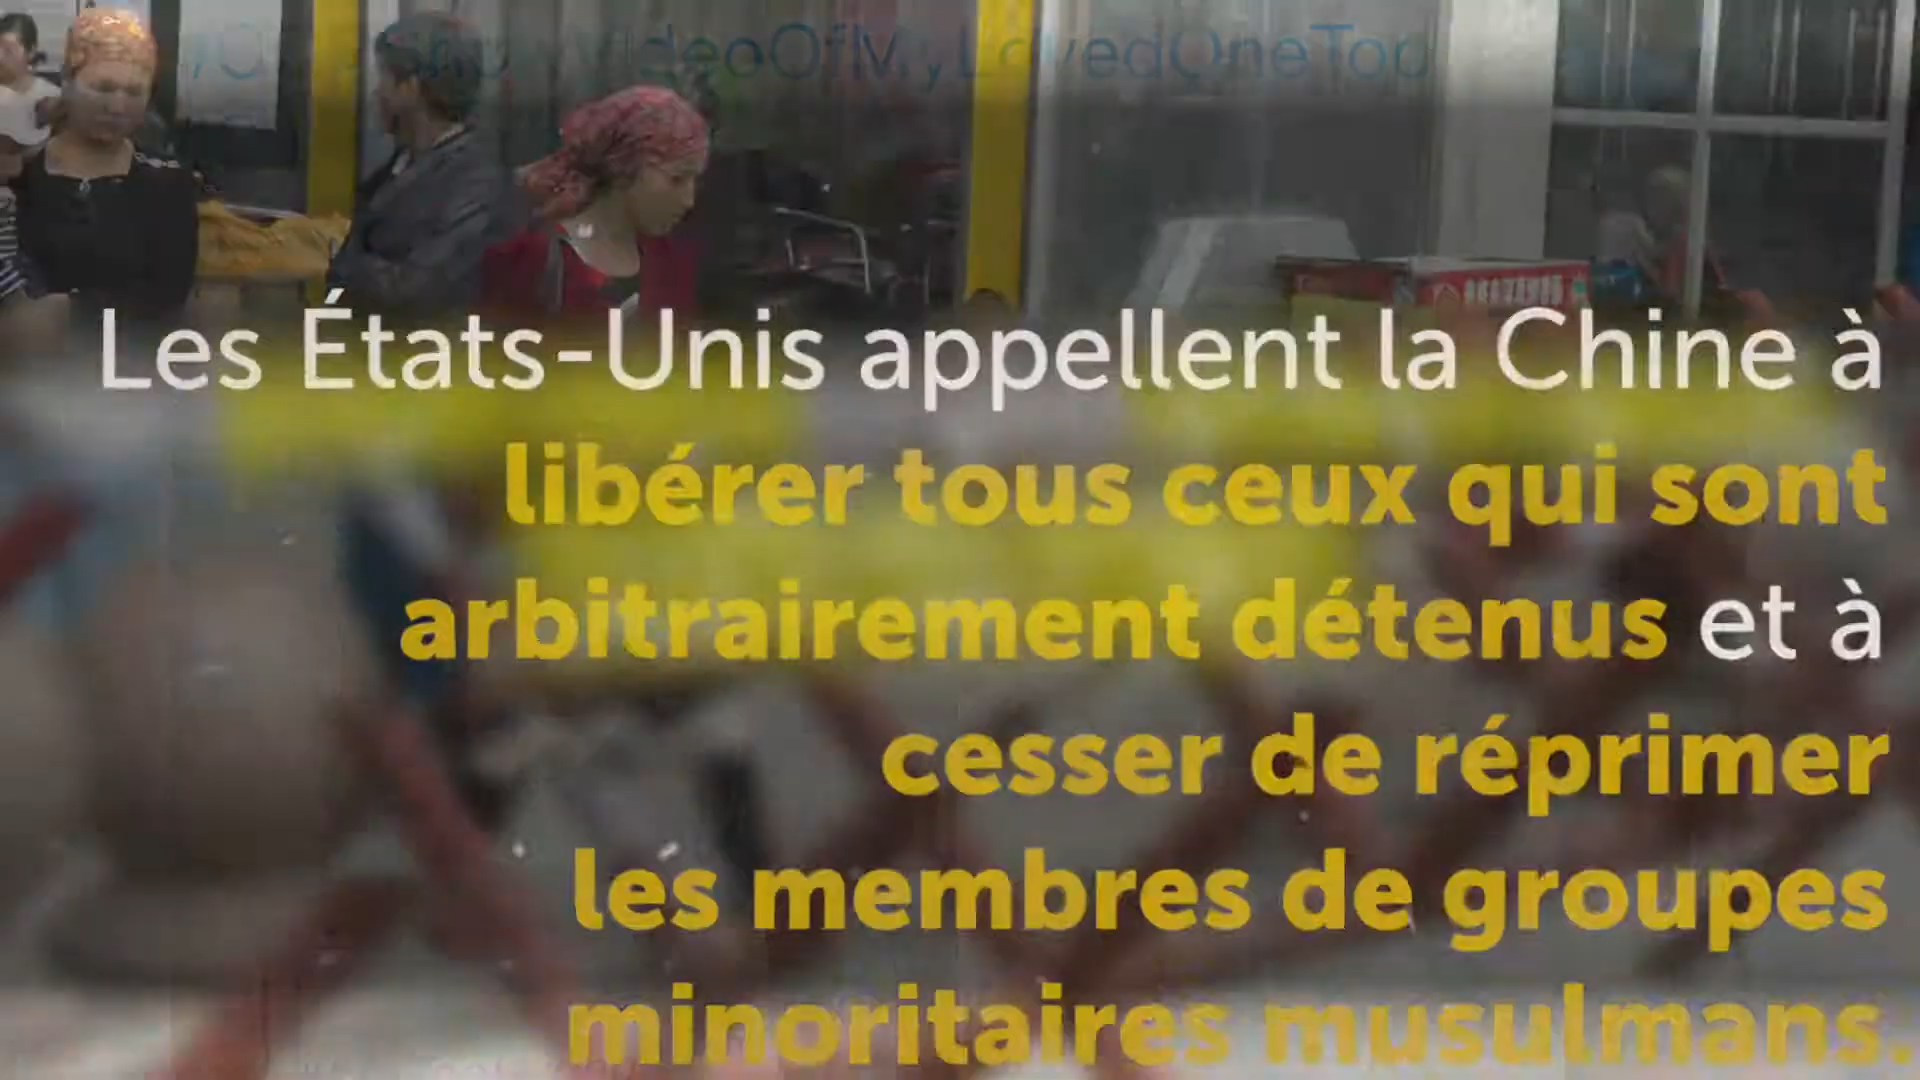 VideoOfMyLovedOneToo
Les États-Unis appellent la Chine à
libérer tous ceux qui sont
arbitrairement détenus et à
cesser de réprimer
les membres de groupes
minoritaires musulmans.